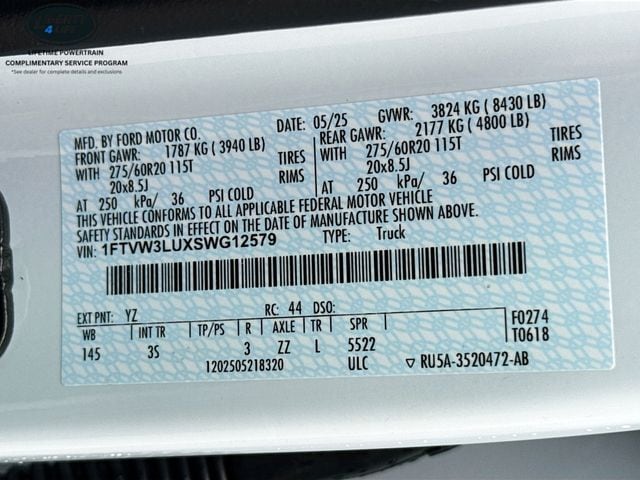 LIBERTY
4LIFE
LIFETIME POWERTRAIN
COMPLIMENTARY SERVICE PROGRAM
*See dealer for complete details and exclusions
MFD. BY FORD MOTOR CO.
DATE: 05/25
GVWR: 3824 KG ( 8430 LB)
FRONT GAWR: 1787 KG ( 3940 LB)
REAR GAWR: 2177 KG ( 4800 LB)
WITH 275/60R20 115T TIRES
WITH 275/60R20 115T TIRES
20x8.5J RIMS
20x8.5J RIMS
AT 250 kPa/ 36 PSI COLD
AT 250 kPa/ 36 PSI COLD
THIS VEHICLE CONFORMS TO ALL APPLICABLE FEDERAL MOTOR VEHICLE
SAFETY STANDARDS IN EFFECT ON THE DATE OF MANUFACTURE SHOWN ABOVE.
VIN: 1FTVW3LUXSWG12579
TYPE: Truck
EXT PNT: YZ RC: 44 DSO:
WB INT TR TP/PS R AXLE TR SPR
145 3S 3 ZZ L 5522
1202505218320 ULC
F0274
T0618
▽ RU5A-3520472-AB